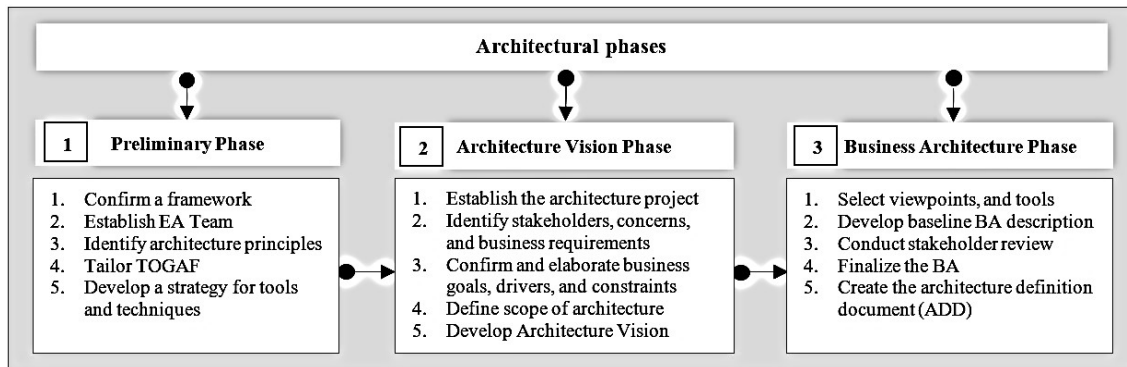 Architectural phases
1 Preliminary Phase
1. Confirm a framework
2. Establish EA Team
3. Identify architecture principles
4. Tailor TOGAF
5. Develop a strategy for tools
and techniques
2 Architecture Vision Phase
1. Establish the architecture project
2. Identify stakeholders, concerns,
and business requirements
3. Confirm and elaborate business
goals, drivers, and constraints
4. Define scope of architecture
5. Develop Architecture Vision
3 Business Architecture Phase
1. Select viewpoints, and tools
2. Develop baseline BA description
3. Conduct stakeholder review
4. Finalize the BA
5. Create the architecture definition
document (ADD)